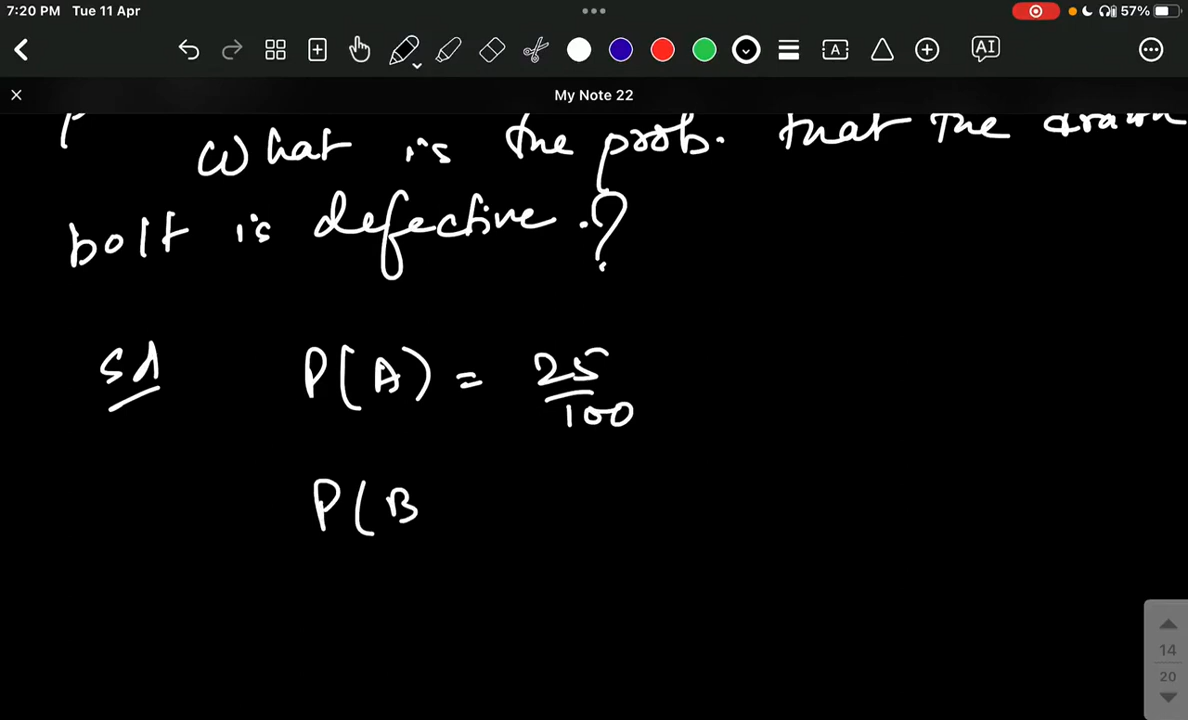 7:20 PM Tue 11 Apr
57%
A
AI
My Note 22
What is the prob. that the drawn
bolt is defective.?
Sol P(A) = 25/100
P(B
14
20